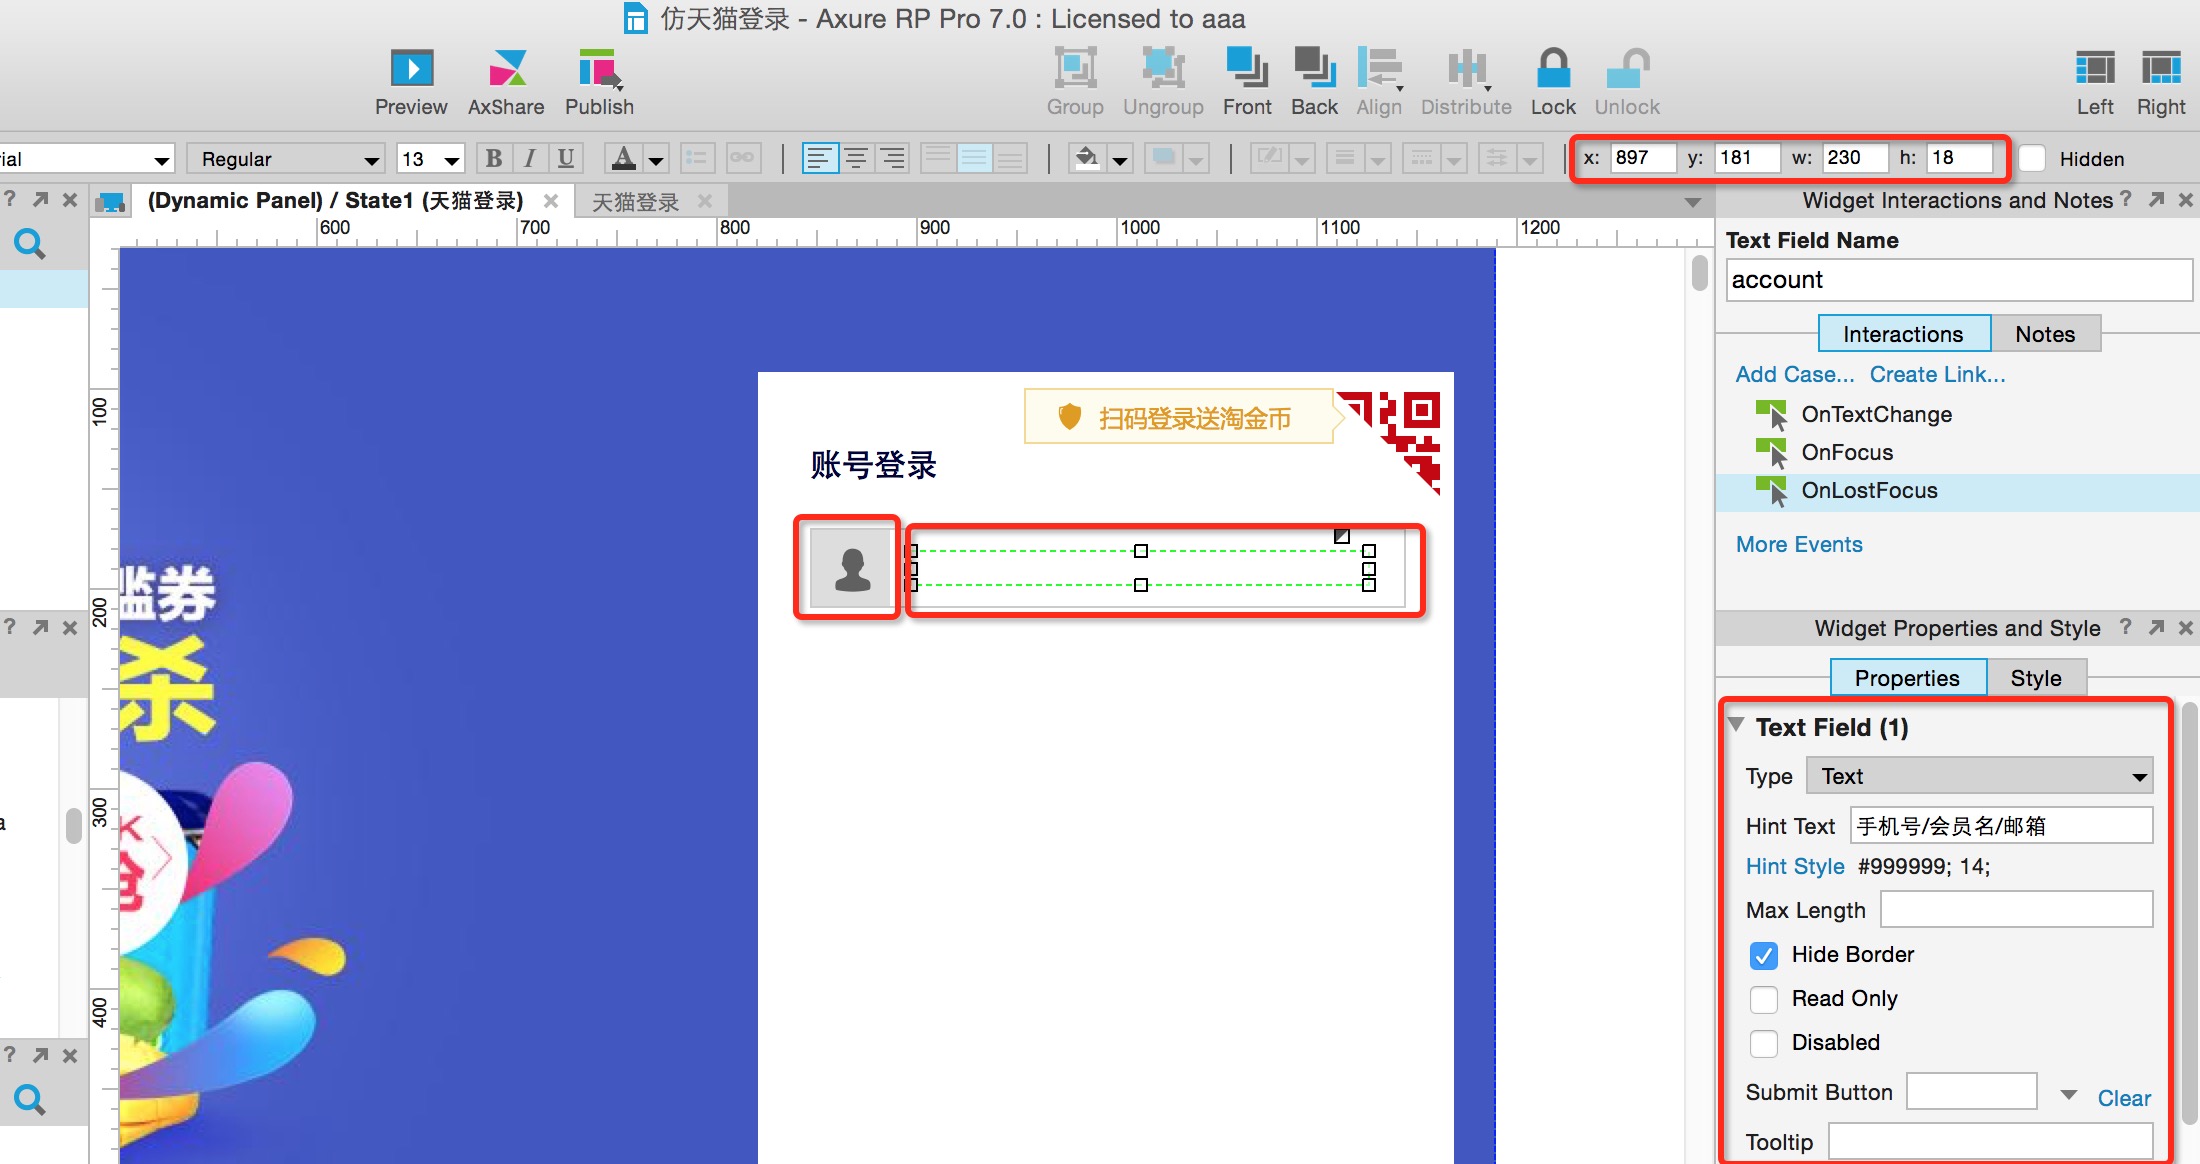 仿天猫登录 - Axure RP Pro 7.0 : Licensed to aaa
Preview AxShare Publish Group Ungroup Front Back Align Distribute Lock Unlock Left Right
ial Regular 13 B I U A x: 897 y: 181 w: 230 h: 18 Hidden
(Dynamic Panel) / State1 (天猫登录) 天猫登录
Widget Interactions and Notes ?
600 700 800 900 1000 1100 1200
Text Field Name
account
Interactions Notes
Add Case... Create Link...
OnTextChange
OnFocus
OnLostFocus
More Events
100
200
300
400
扫码登录送淘金币
账号登录
券
杀
K
抢
a
Widget Properties and Style ?
Properties Style
Text Field (1)
Type Text
Hint Text 手机号/会员名/邮箱
Hint Style #999999; 14;
Max Length
Hide Border
Read Only
Disabled
Submit Button Clear
Tooltip